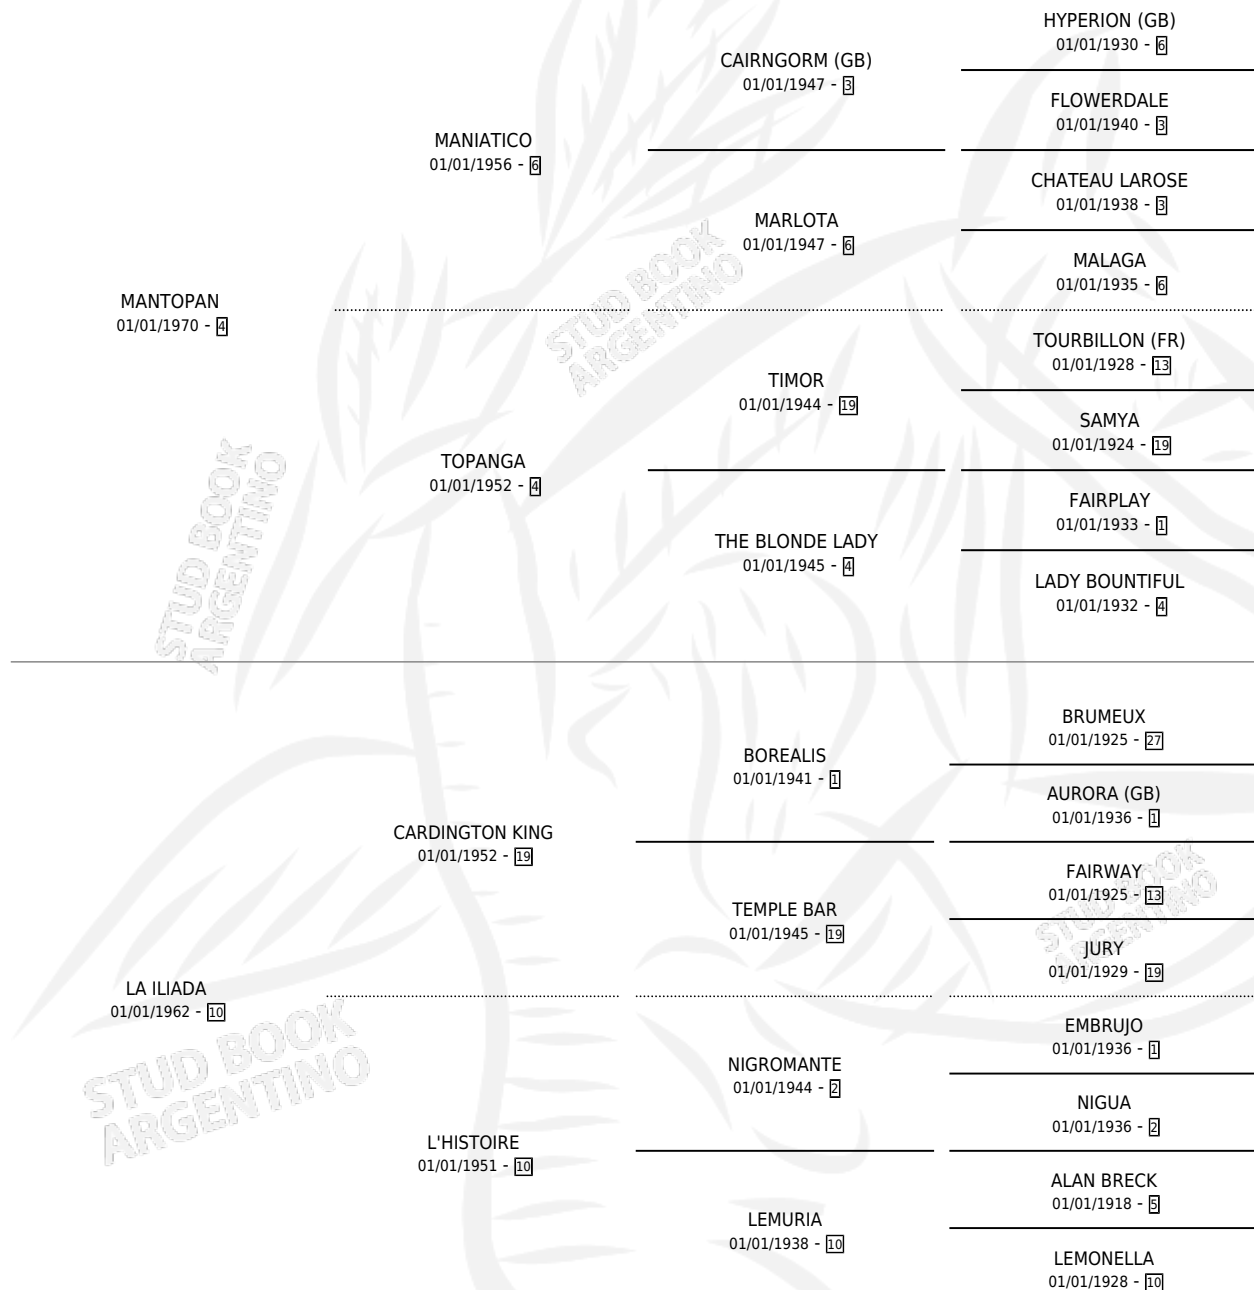 HYPERION (GB)
01/01/1930 - 6
CAIRNGORM (GB)
01/01/1947 - 3
FLOWERDALE
01/01/1940 - 3
MANIATICO
01/01/1956 - 6
CHATEAU LAROSE
01/01/1938 - 3
MARLOTA
01/01/1947 - 6
MALAGA
01/01/1935 - 6
MANTOPAN
01/01/1970 - 4
TOURBILLON (FR)
01/01/1928 - 13
TIMOR
01/01/1944 - 19
SAMYA
01/01/1924 - 19
TOPANGA
01/01/1952 - 4
FAIRPLAY
01/01/1933 - 1
THE BLONDE LADY
01/01/1945 - 4
LADY BOUNTIFUL
01/01/1932 - 4
BRUMEUX
01/01/1925 - 27
BOREALIS
01/01/1941 - 1
AURORA (GB)
01/01/1936 - 1
CARDINGTON KING
01/01/1952 - 19
FAIRWAY
01/01/1925 - 13
TEMPLE BAR
01/01/1945 - 19
JURY
01/01/1929 - 19
LA ILIADA
01/01/1962 - 10
EMBRUJO
01/01/1936 - 1
NIGROMANTE
01/01/1944 - 2
NIGUA
01/01/1936 - 2
L'HISTOIRE
01/01/1951 - 10
ALAN BRECK
01/01/1918 - 5
LEMURIA
01/01/1938 - 10
LEMONELLA
01/01/1928 - 10
STUD BOOK
ARGENTINO
STUD BOOK
ARGENTINO
STUD BOOK
ARGENTINO
STUD BOOK
ARGENTINO